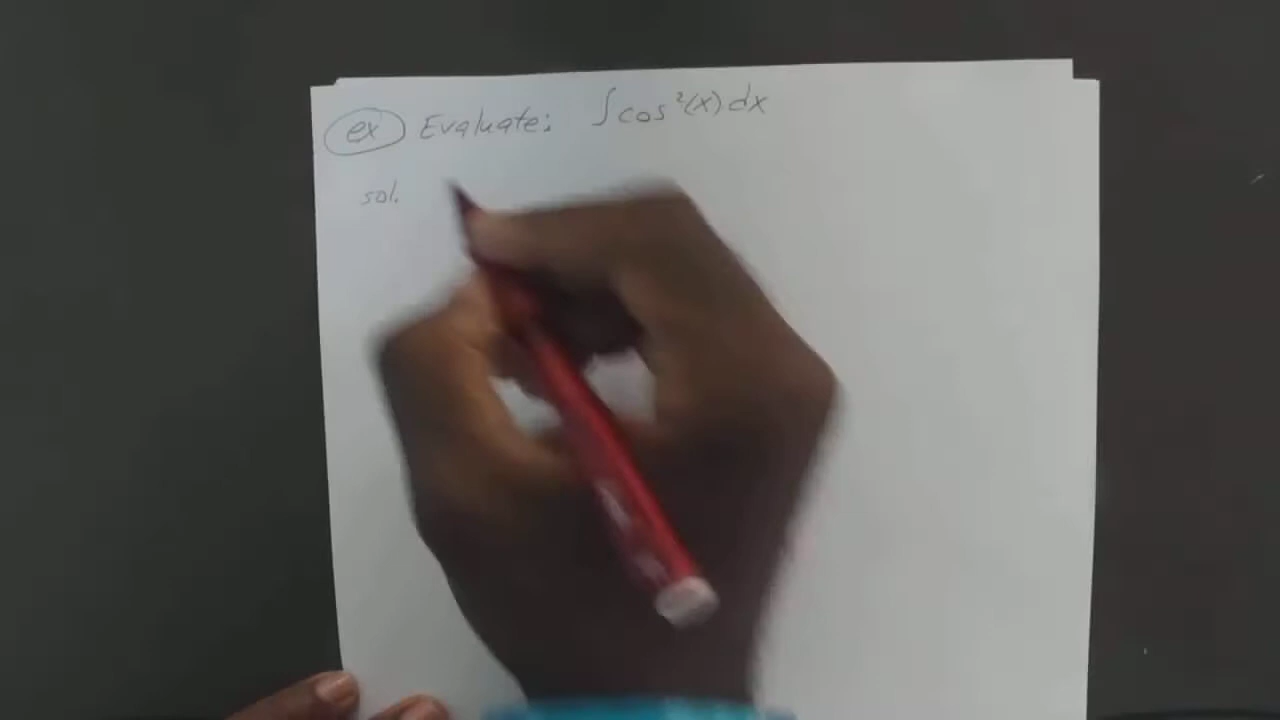 ex Evaluate: ∫cos²(x)dx
sol.